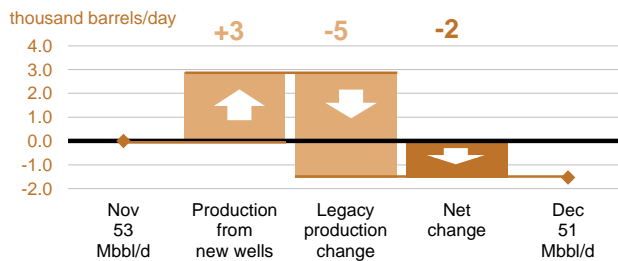 thousand barrels/day
+3
-5
-2
4.0
3.0
2.0
1.0
0.0
-1.0
-2.0
Nov
53
Mbbl/d
Production
from
new wells
Legacy
production
change
Net
change
Dec
51
Mbbl/d